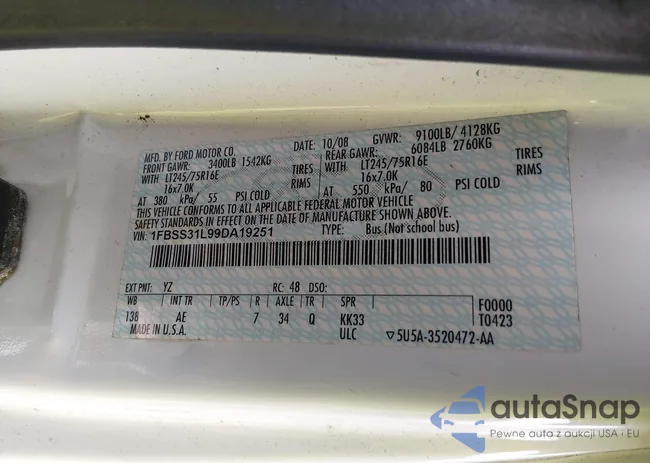 MFD. BY FORD MOTOR CO. DATE: 10/08 GVWR: 9100LB/ 4128KG
FRONT GAWR: 3400LB 1542KG REAR GAWR: 6084LB 2760KG
WITH LT245/75R16E TIRES WITH LT245/75R16E TIRES
16x7.0K RIMS 16x7.0K RIMS
AT 380 kPa/ 55 PSI COLD AT 550 kPa/ 80 PSI COLD
THIS VEHICLE CONFORMS TO ALL APPLICABLE FEDERAL MOTOR VEHICLE
SAFETY STANDARDS IN EFFECT ON THE DATE OF MANUFACTURE SHOWN ABOVE.
VIN: 1FBSS31L99DA19251 TYPE: Bus (Not school bus)
EXT PNT: YZ RC: 48 DSO:
WB INT TR TP/PS R AXLE TR SPR F0000
138 AE 7 34 Q KK33 T0423
MADE IN U.S.A. ULC ▽5U5A-3520472-AA
autaSnap
Pewne auto z aukcji USA i EU